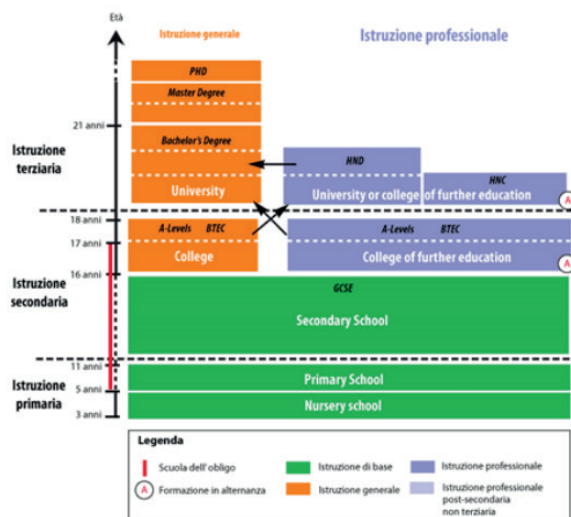 Età
Istruzione generale
Istruzione professionale
PHD
Master Degree
21 anni
Bachelor's Degree
Istruzione
terziaria
HND
HNC
University
University or college of further education
A
18 anni
A-Levels BTEC
A-Levels BTEC
17 anni
College
College of further education
A
16 anni
Istruzione
secondaria
GCSE
Secondary School
11 anni
Primary School
5 anni
Istruzione
primaria
Nursery school
3 anni
Legenda
Scuola dell'obligo
Istruzione di base
Istruzione professionale
A Formazione in alternanza
Istruzione generale
Istruzione professionale
post-secondaria
non terziaria